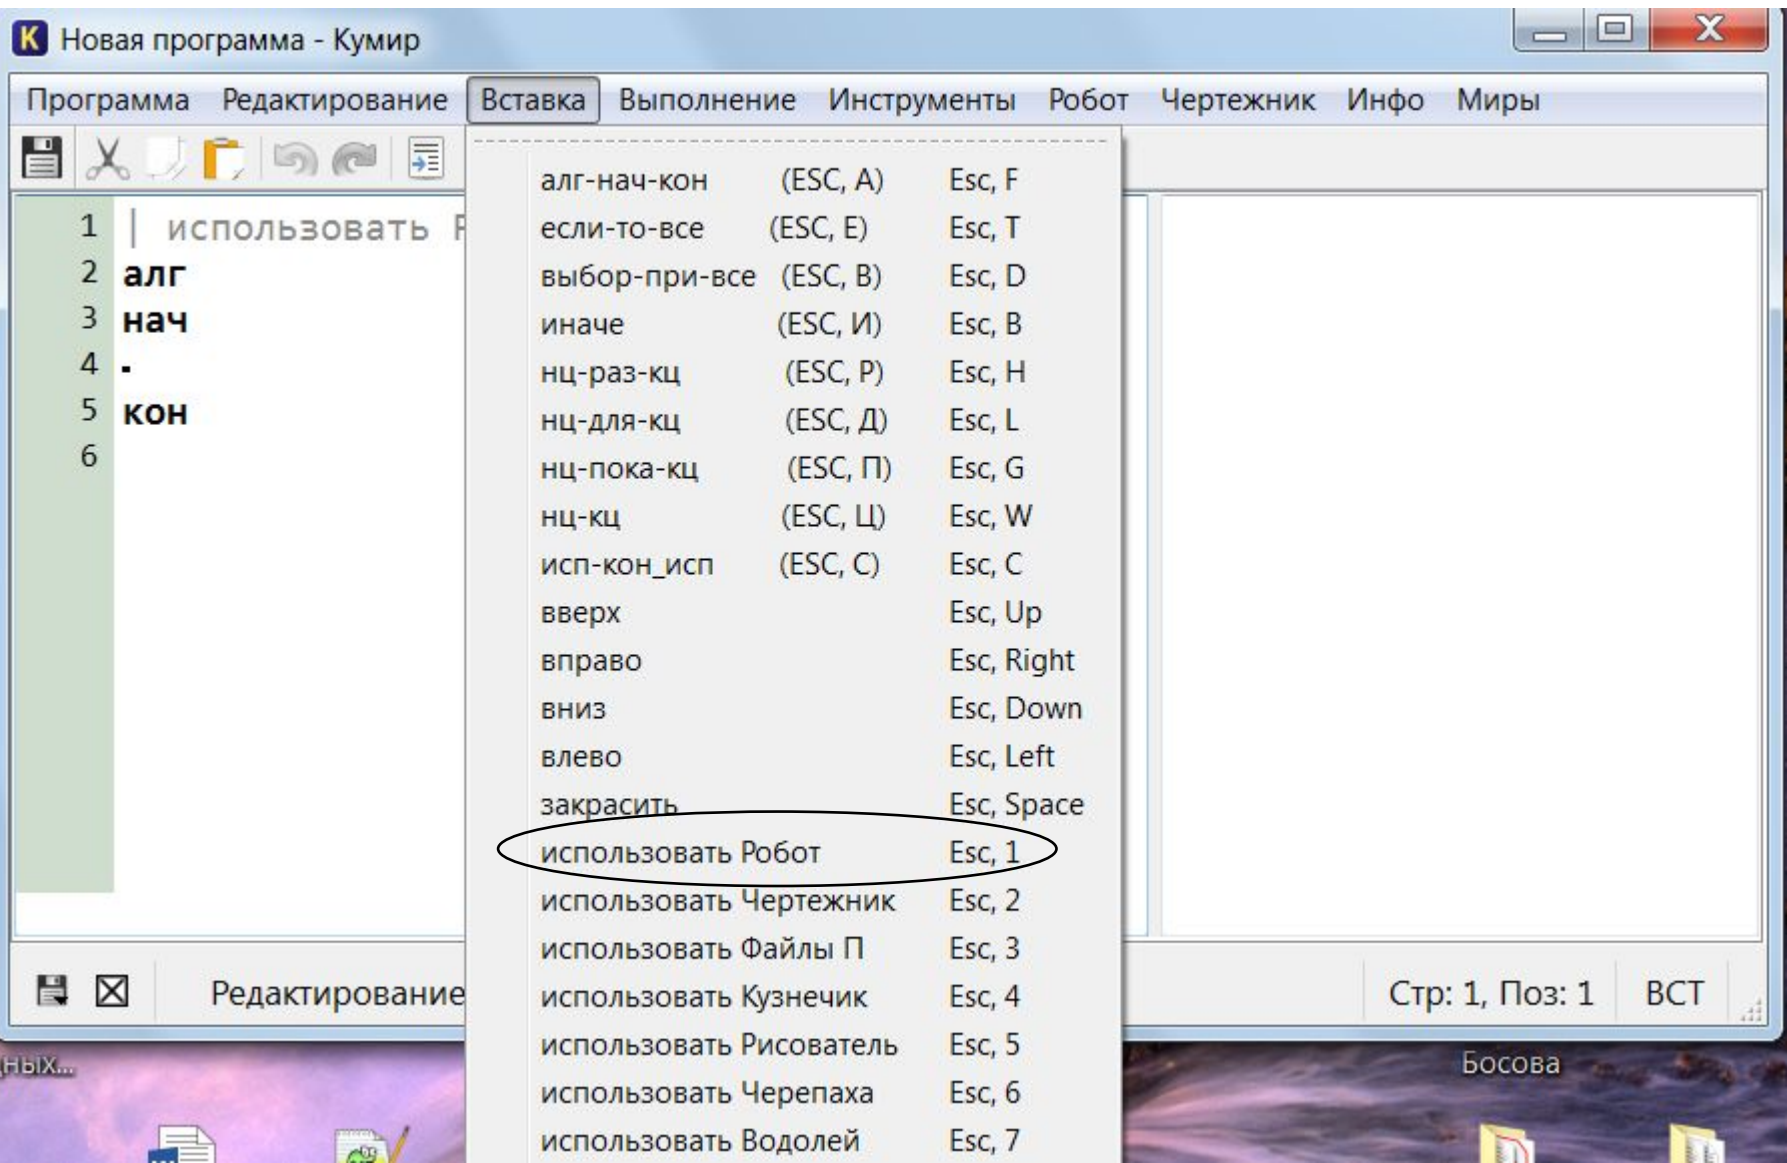 K Новая программа - Кумир
Программа Редактирование Вставка Выполнение Инструменты Робот Чертежник Инфо Миры
алг-нач-кон (ESC, А) Esc, F
1 | использовать
если-то-все (ESC, Е) Esc, T
2 алг
выбор-при-все (ESC, В) Esc, D
3 нач
иначе (ESC, И) Esc, B
4 .
нц-раз-кц (ESC, Р) Esc, H
5 кон
нц-для-кц (ESC, Д) Esc, L
6
нц-пока-кц (ESC, П) Esc, G
нц-кц (ESC, Ц) Esc, W
исп-кон_исп (ESC, С) Esc, C
вверх Esc, Up
вправо Esc, Right
вниз Esc, Down
влево Esc, Left
закрасить Esc, Space
использовать Робот Esc, 1
использовать Чертежник Esc, 2
использовать Файлы П Esc, 3
использовать Кузнечик Esc, 4
использовать Рисователь Esc, 5
использовать Черепаха Esc, 6
использовать Водолей Esc, 7
Редактирование Стр: 1, Поз: 1 ВСТ
дных...
Босова